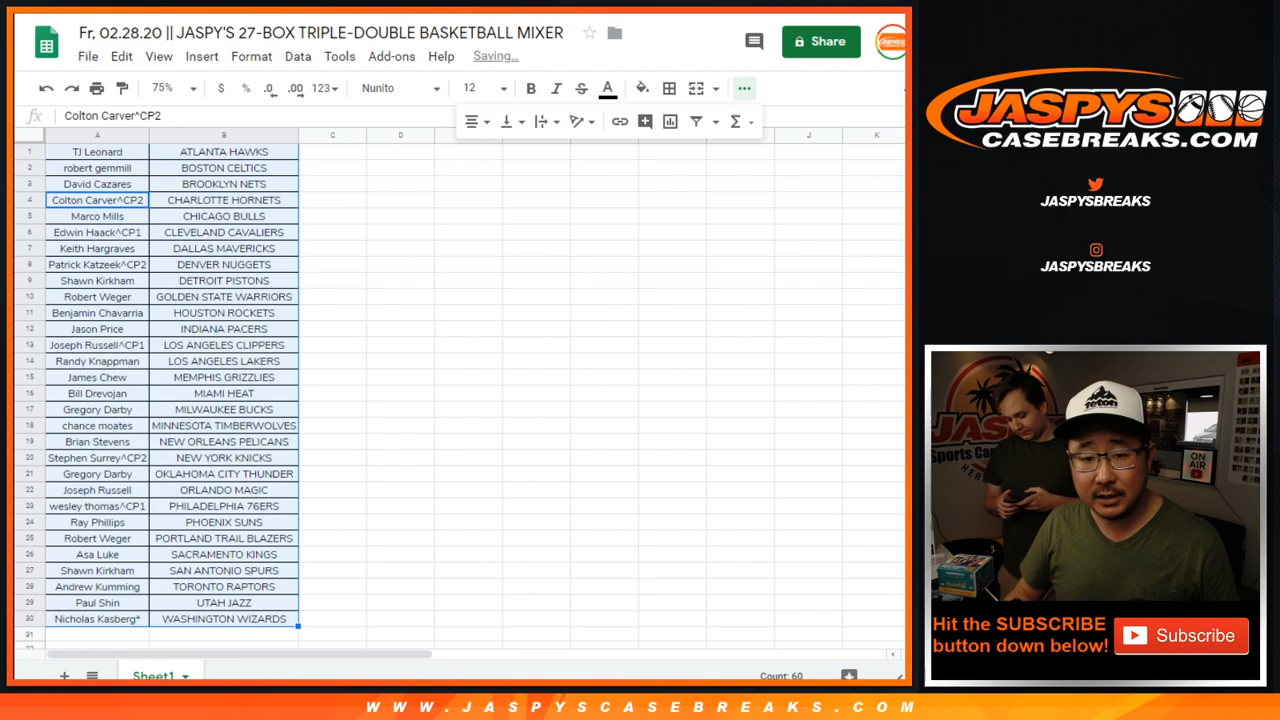 Fr, 02.28.20 || JASPY'S 27-BOX TRIPLE-DOUBLE BASKETBALL MIXER
Share
File Edit View Insert Format Data Tools Add-ons Help Saving...
75% $ % .0 .00 123 Nunito 12 B I S A
fx Colton Carver^CP2
A B C D E F G H I J K
1 TJ Leonard ATLANTA HAWKS
2 robert gemmill BOSTON CELTICS
3 David Cazares BROOKLYN NETS
4 Colton Carver^CP2 CHARLOTTE HORNETS
5 Marco Mills CHICAGO BULLS
6 Edwin Haack^CP1 CLEVELAND CAVALIERS
7 Keith Hargraves DALLAS MAVERICKS
8 Patrick Katzeek^CP2 DENVER NUGGETS
9 Shawn Kirkham DETROIT PISTONS
10 Robert Weger GOLDEN STATE WARRIORS
11 Benjamin Chavarria HOUSTON ROCKETS
12 Jason Price INDIANA PACERS
13 Joseph Russell^CP1 LOS ANGELES CLIPPERS
14 Randy Knappman LOS ANGELES LAKERS
15 James Chew MEMPHIS GRIZZLIES
16 Bill Drevojan MIAMI HEAT
17 Gregory Darby MILWAUKEE BUCKS
18 chance moates MINNESOTA TIMBERWOLVES
19 Brian Stevens NEW ORLEANS PELICANS
20 Stephen Surrey^CP2 NEW YORK KNICKS
21 Gregory Darby OKLAHOMA CITY THUNDER
22 Joseph Russell ORLANDO MAGIC
23 wesley thomas^CP1 PHILADELPHIA 76ERS
24 Ray Phillips PHOENIX SUNS
25 Robert Weger PORTLAND TRAIL BLAZERS
26 Asa Luke SACRAMENTO KINGS
27 Shawn Kirkham SAN ANTONIO SPURS
28 Andrew Kumming TORONTO RAPTORS
29 Paul Shin UTAH JAZZ
30 Nicholas Kasberg* WASHINGTON WIZARDS
31
Sheet1
Count: 60
JASPYS
CASEBREAKS.COM
JASPYSBREAKS
JASPYSBREAKS
JASPYS
Sports Car
HER
TETON
ON
AIR
Hit the SUBSCRIBE
button down below!
Subscribe
WWW.JASPYSCASEBREAKS.COM